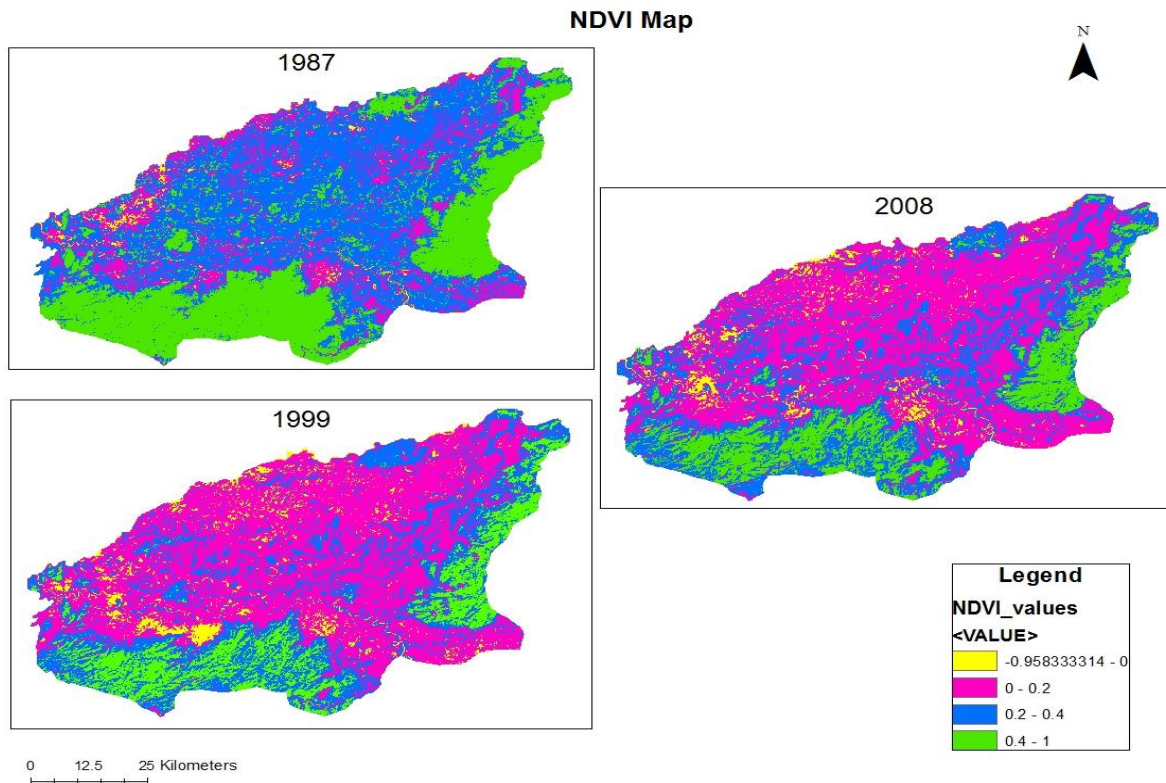 NDVI Map
N
1987
2008
1999
Legend
NDVI_values
<VALUE>
-0.958333314 - 0
0 - 0.2
0.2 - 0.4
0.4 - 1
0 12.5 25 Kilometers